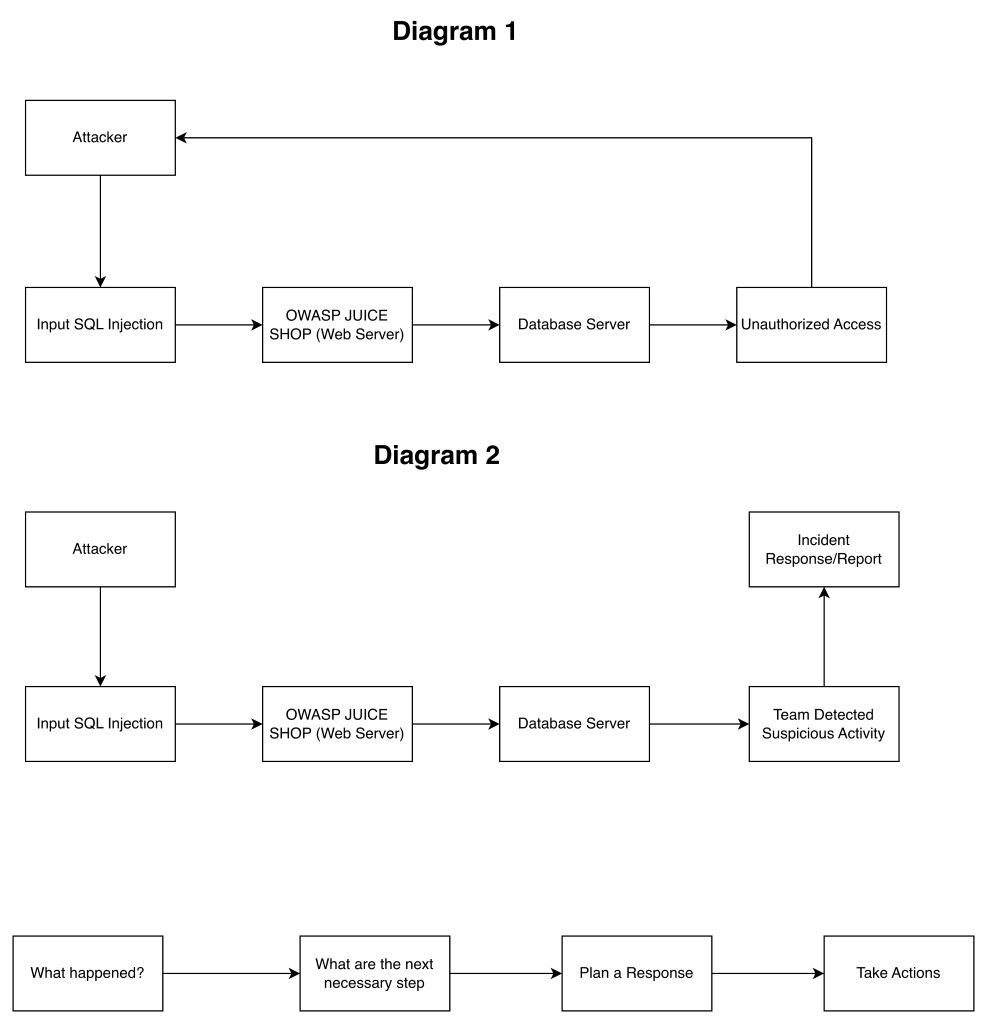 Diagram 1
Attacker
Input SQL Injection
OWASP JUICE
SHOP (Web Server)
Database Server
Unauthorized Access
Diagram 2
Attacker
Incident
Response/Report
Input SQL Injection
OWASP JUICE
SHOP (Web Server)
Database Server
Team Detected
Suspicious Activity
What happened?
What are the next
necessary step
Plan a Response
Take Actions